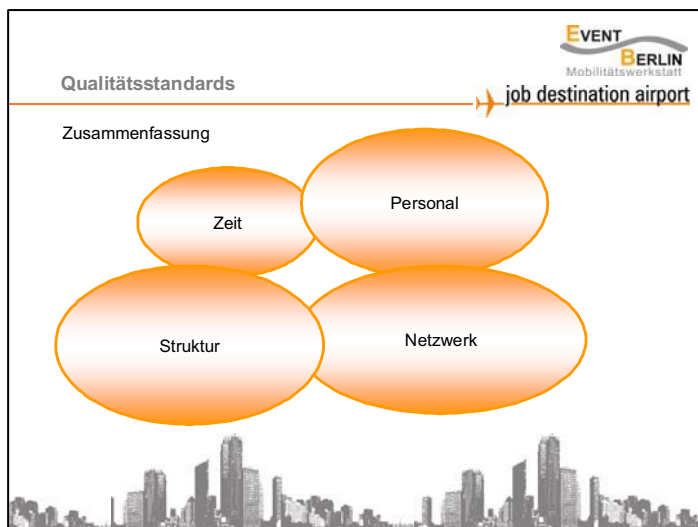 EVENT
BERLIN
Mobilitätswerkstatt
Qualitätsstandards
job destination airport
Zusammenfassung
Zeit
Personal
Struktur
Netzwerk